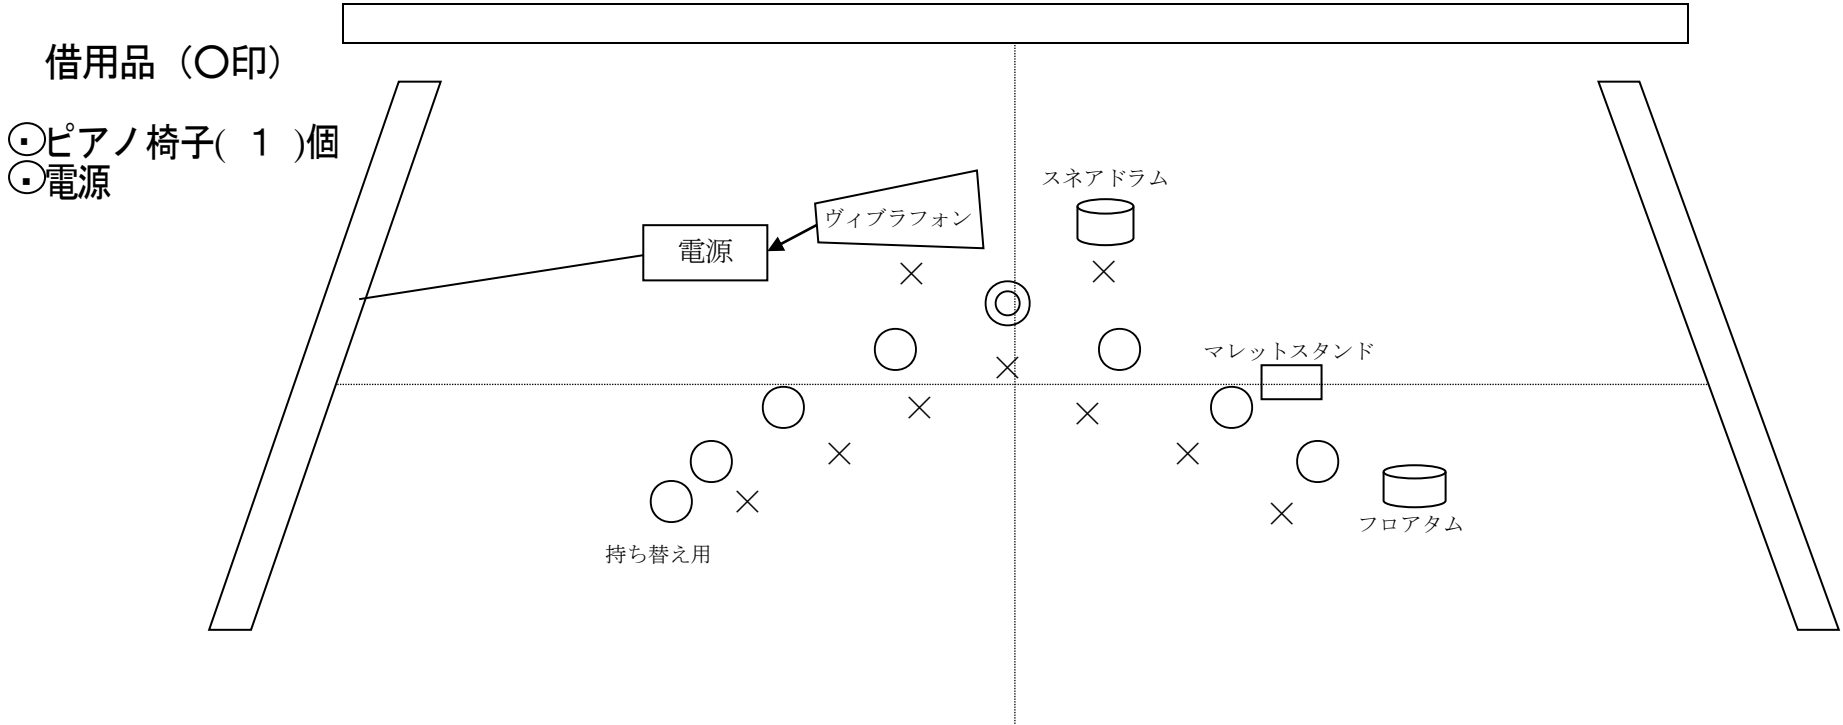 借用品（〇印）
・ピアノ椅子( １ )個
・電源
スネアドラム
ヴィブラフォン
電源
マレットスタンド
フロアタム
持ち替え用